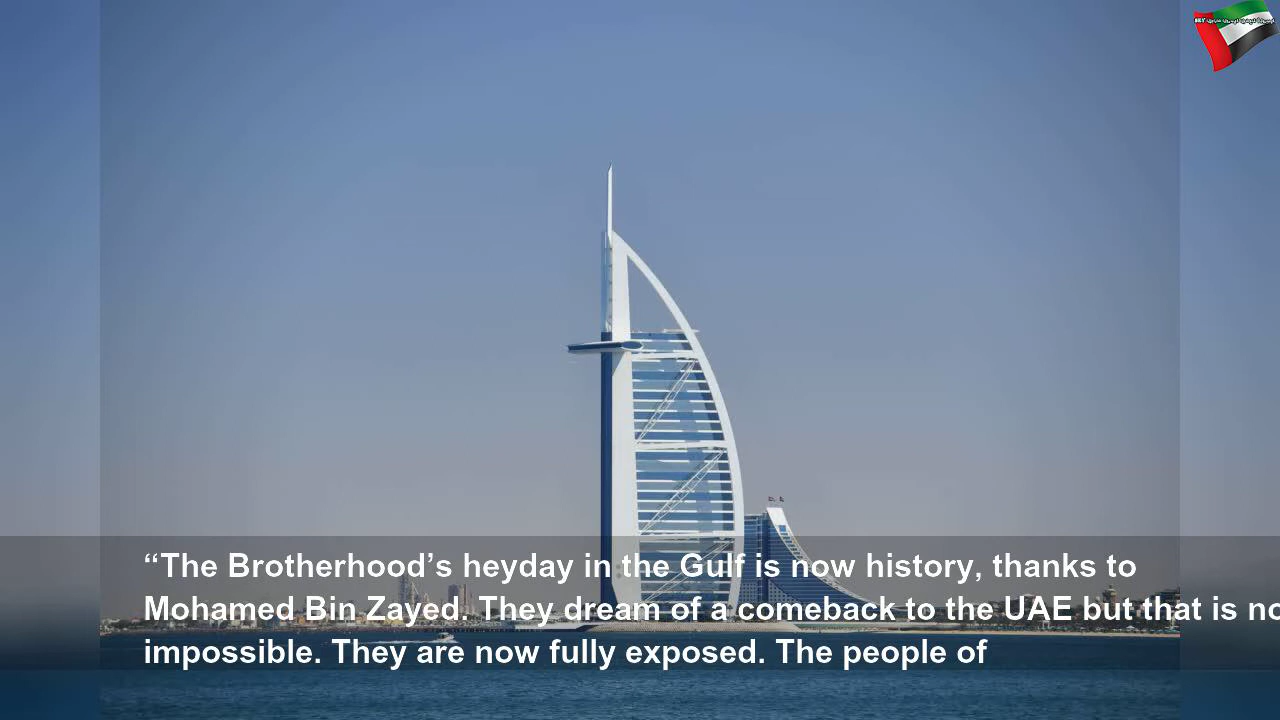 “The Brotherhood’s heyday in the Gulf is now history, thanks to
Mohamed Bin Zayed. They dream of a comeback to the UAE but that is
impossible. They are now fully exposed. The people of